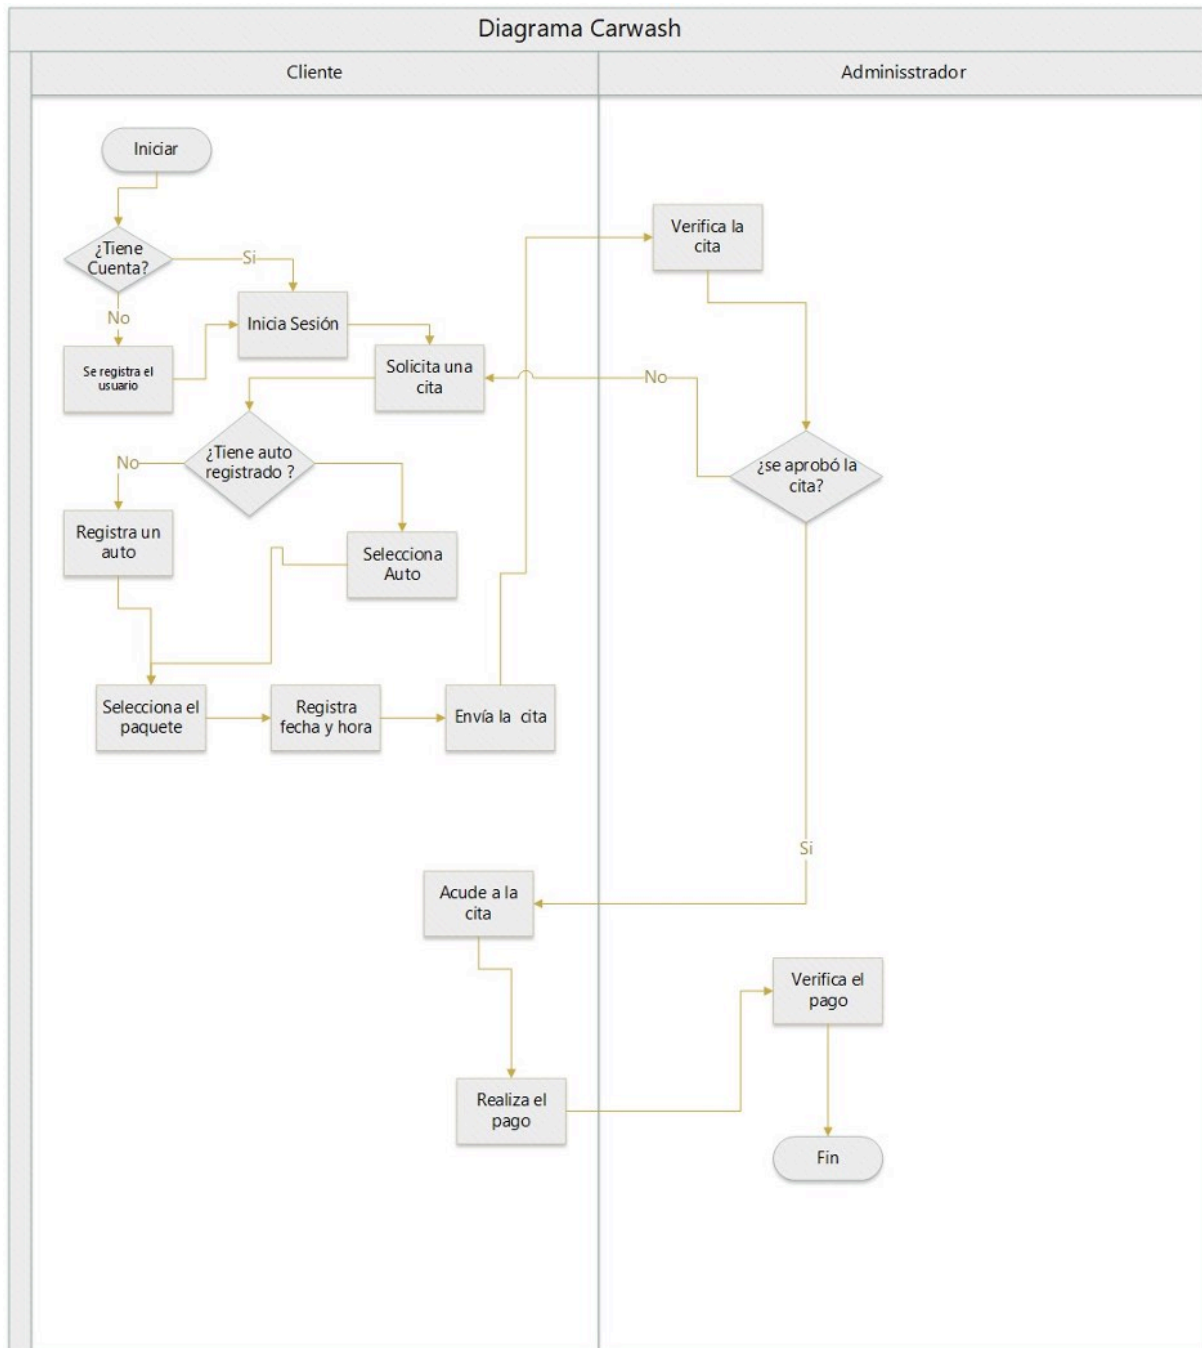 Diagrama Carwash
Cliente
Adminisstrador
Iniciar
¿Tiene
Cuenta?
Si
No
Se registra el
usuario
Inicia Sesión
Solicita una
cita
¿Tiene auto
registrado ?
No
Registra un
auto
Selecciona
Auto
Selecciona el
paquete
Registra
fecha y hora
Envía la  cita
Verifica la
cita
¿se aprobó la
cita?
No
Si
Acude a la
cita
Realiza el
pago
Verifica el
pago
Fin